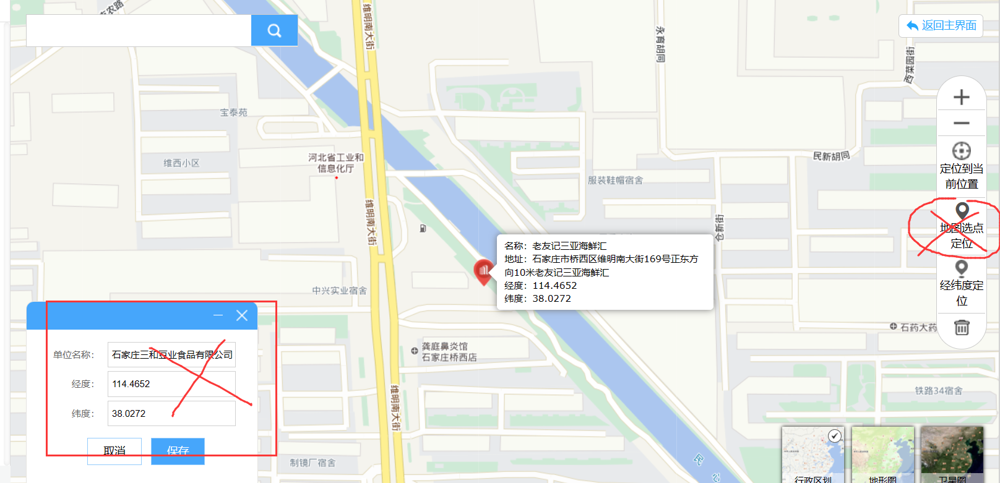 东农路
维明南大街
永育胡同
返回主界面
西菜园街
宝泰苑
维西小区
河北省工业和
信息化厅
民新胡同
定位到当
前位置
服装鞋帽宿舍
维明南大街
仓新街
地图选点
定位
名称：老友记三亚海鲜汇
地址：石家庄市桥西区维明南大街169号正东方
向10米老友记三亚海鲜汇
经度：114.4652
纬度：38.0272
经纬度定
位
中兴实业宿舍
石药大药
龚庭鼻炎馆
石家庄桥西店
单位名称：
石家庄三和豆业食品有限公司
经度：
114.4652
纬度：
38.0272
维明南大街
铁路34宿舍
取消
保存
制镜厂宿舍
民
公
行政区划
地形图
卫星图